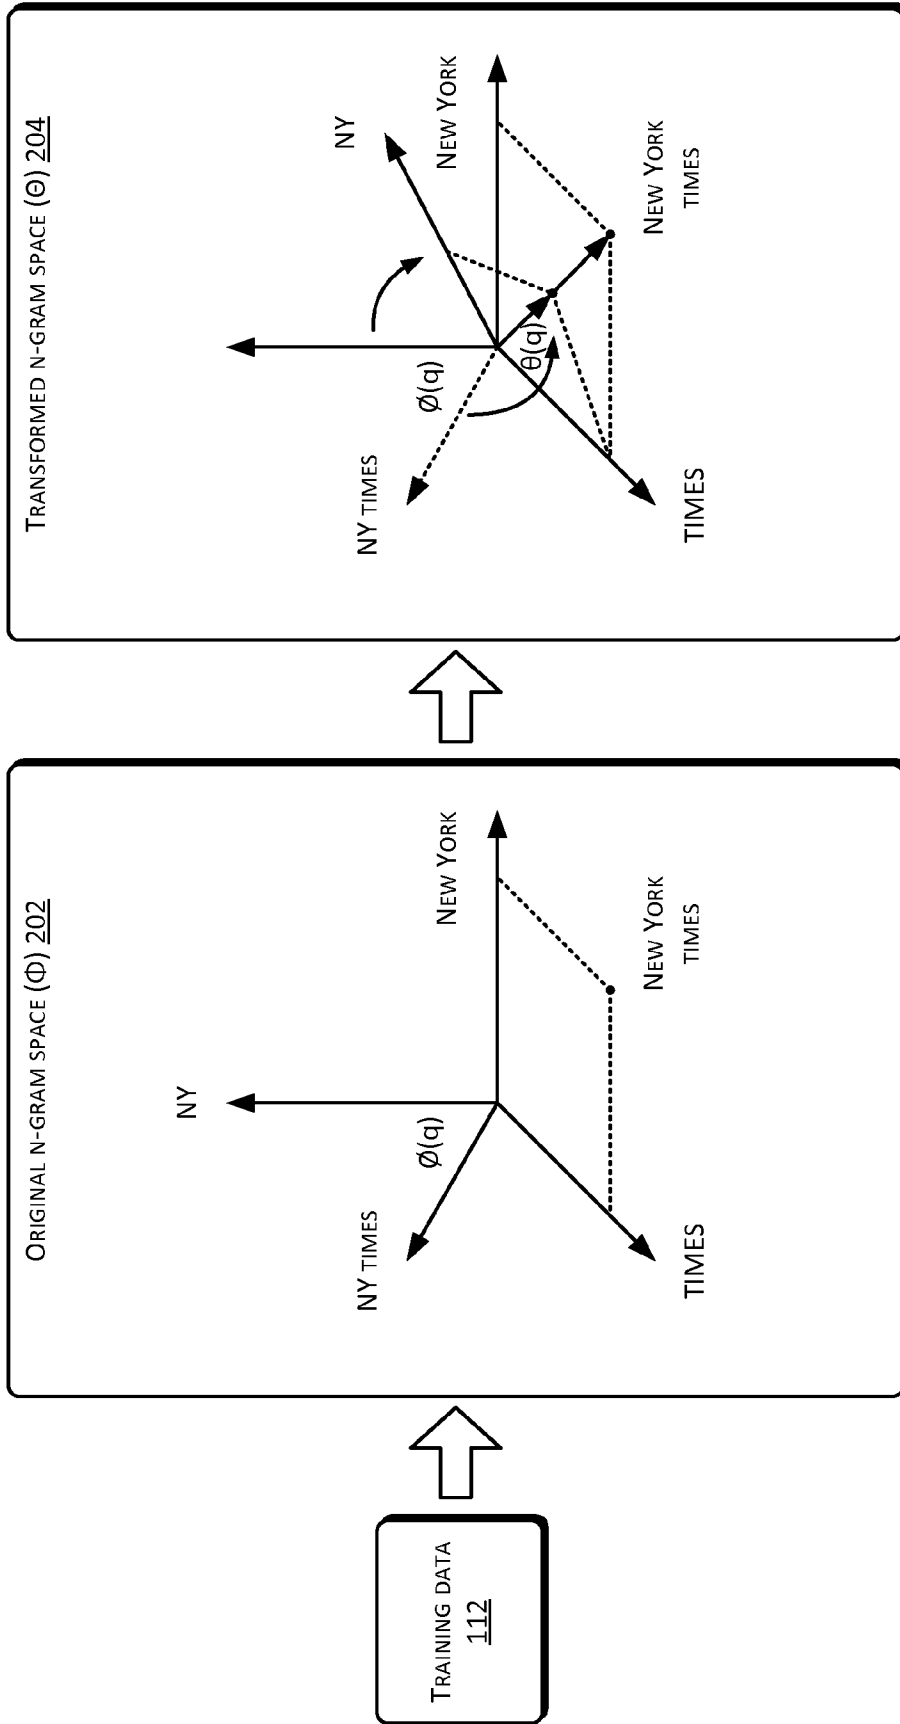 TRAINING DATA
112
ORIGINAL N-GRAM SPACE (Φ) 202
NY
NY TIMES
Ø(q)
NEW YORK
NEW YORK
TIMES
TIMES
TRANSFORMED N-GRAM SPACE (Θ) 204
NY
NY TIMES
Ø(q)
NEW YORK
θ(q)
NEW YORK
TIMES
TIMES